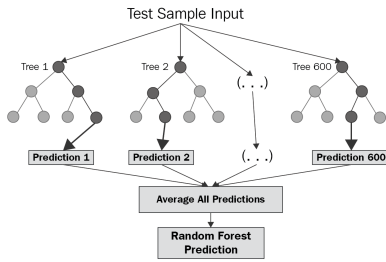 Test Sample Input
Tree 1
Tree 2
(. . .)
Tree 600
(. . .)
Prediction 1
Prediction 2
Prediction 600
Average All Predictions
Random Forest
Prediction